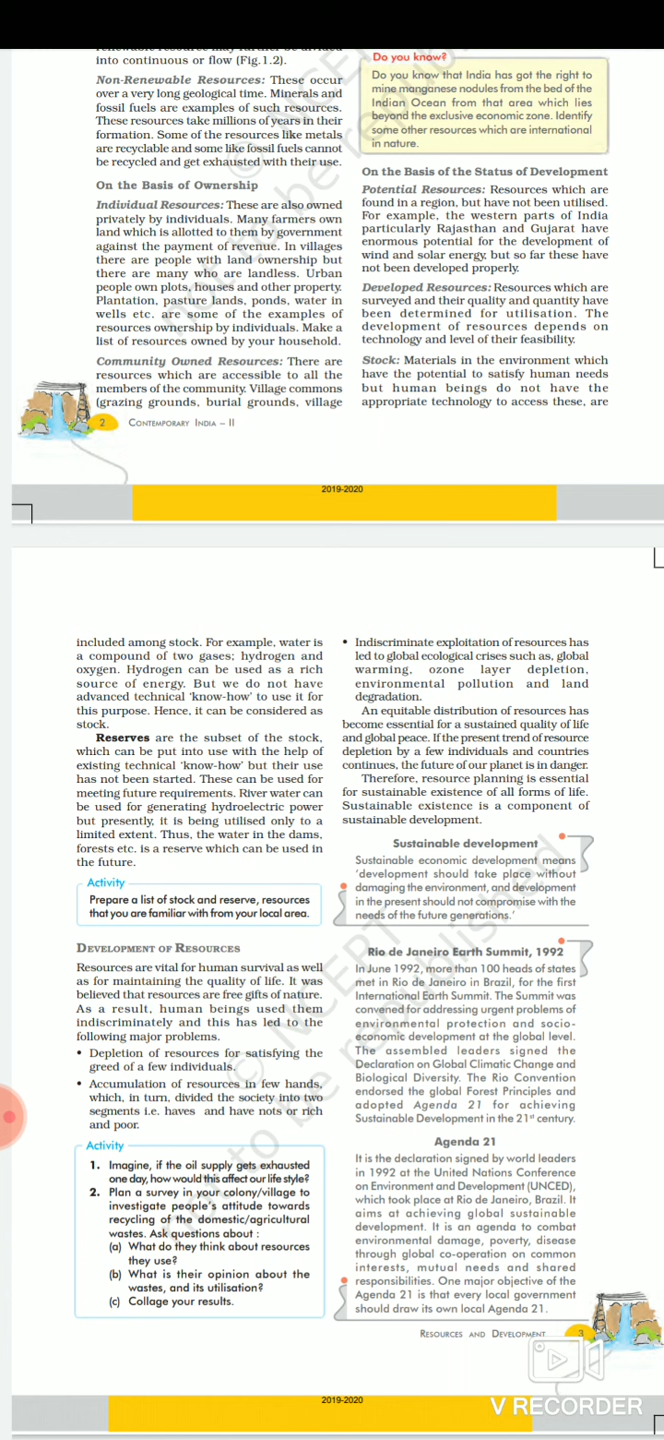 into continuous or flow (Fig.1.2).
Non-Renewable Resources: These occur
over a very long geological time. Minerals and
fossil fuels are examples of such resources.
These resources take millions of years in their
formation. Some of the resources like metals
are recyclable and some like fossil fuels cannot
be recycled and get exhausted with their use.
On the Basis of Ownership
Individual Resources: These are also owned
privately by individuals. Many farmers own
land which is allotted to them by government
against the payment of revenue. In villages
there are people with land ownership but
there are many who are landless. Urban
people own plots, houses and other property.
Plantation, pasture lands, ponds, water in
wells etc. are some of the examples of
resources ownership by individuals. Make a
list of resources owned by your household.
Community Owned Resources: There are
resources which are accessible to all the
members of the community. Village commons
(grazing grounds, burial grounds, village
2 CONTEMPORARY INDIA – II
Do you know?
Do you know that India has got the right to
mine manganese nodules from the bed of the
Indian Ocean from that area which lies
beyond the exclusive economic zone. Identify
some other resources which are international
in nature.
On the Basis of the Status of Development
Potential Resources: Resources which are
found in a region, but have not been utilised.
For example, the western parts of India
particularly Rajasthan and Gujarat have
enormous potential for the development of
wind and solar energy, but so far these have
not been developed properly.
Developed Resources: Resources which are
surveyed and their quality and quantity have
been determined for utilisation. The
development of resources depends on
technology and level of their feasibility.
Stock: Materials in the environment which
have the potential to satisfy human needs
but human beings do not have the
appropriate technology to access these, are
2019-2020
included among stock. For example, water is
a compound of two gases; hydrogen and
oxygen. Hydrogen can be used as a rich
source of energy. But we do not have
advanced technical ‘know-how’ to use it for
this purpose. Hence, it can be considered as
stock.
Reserves are the subset of the stock,
which can be put into use with the help of
existing technical ‘know-how’ but their use
has not been started. These can be used for
meeting future requirements. River water can
be used for generating hydroelectric power
but presently, it is being utilised only to a
limited extent. Thus, the water in the dams,
forests etc. is a reserve which can be used in
the future.
Activity
Prepare a list of stock and reserve, resources
that you are familiar with from your local area.
DEVELOPMENT OF RESOURCES
Resources are vital for human survival as well
as for maintaining the quality of life. It was
believed that resources are free gifts of nature.
As a result, human beings used them
indiscriminately and this has led to the
following major problems.
• Depletion of resources for satisfying the
greed of a few individuals.
• Accumulation of resources in few hands,
which, in turn, divided the society into two
segments i.e. haves and have nots or rich
and poor.
Activity
1. Imagine, if the oil supply gets exhausted
one day, how would this affect our life style?
2. Plan a survey in your colony/village to
investigate people’s attitude towards
recycling of the domestic/agricultural
wastes. Ask questions about :
(a) What do they think about resources
they use?
(b) What is their opinion about the
wastes, and its utilisation?
(c) Collage your results.
• Indiscriminate exploitation of resources has
led to global ecological crises such as, global
warming, ozone layer depletion,
environmental pollution and land
degradation.
An equitable distribution of resources has
become essential for a sustained quality of life
and global peace. If the present trend of resource
depletion by a few individuals and countries
continues, the future of our planet is in danger.
Therefore, resource planning is essential
for sustainable existence of all forms of life.
Sustainable existence is a component of
sustainable development.
Sustainable development
Sustainable economic development means
‘development should take place without
damaging the environment, and development
in the present should not compromise with the
needs of the future generations.’
Rio de Janeiro Earth Summit, 1992
In June 1992, more than 100 heads of states
met in Rio de Janeiro in Brazil, for the first
International Earth Summit. The Summit was
convened for addressing urgent problems of
environmental protection and socio-
economic development at the global level.
The assembled leaders signed the
Declaration on Global Climatic Change and
Biological Diversity. The Rio Convention
endorsed the global Forest Principles and
adopted Agenda 21 for achieving
Sustainable Development in the 21st century.
Agenda 21
It is the declaration signed by world leaders
in 1992 at the United Nations Conference
on Environment and Development (UNCED),
which took place at Rio de Janeiro, Brazil. It
aims at achieving global sustainable
development. It is an agenda to combat
environmental damage, poverty, disease
through global co-operation on common
interests, mutual needs and shared
responsibilities. One major objective of the
Agenda 21 is that every local government
should draw its own local Agenda 21.
RESOURCES AND DEVELOPMENT 3
2019-2020
V RECORDER
© NCERT
not to be republished